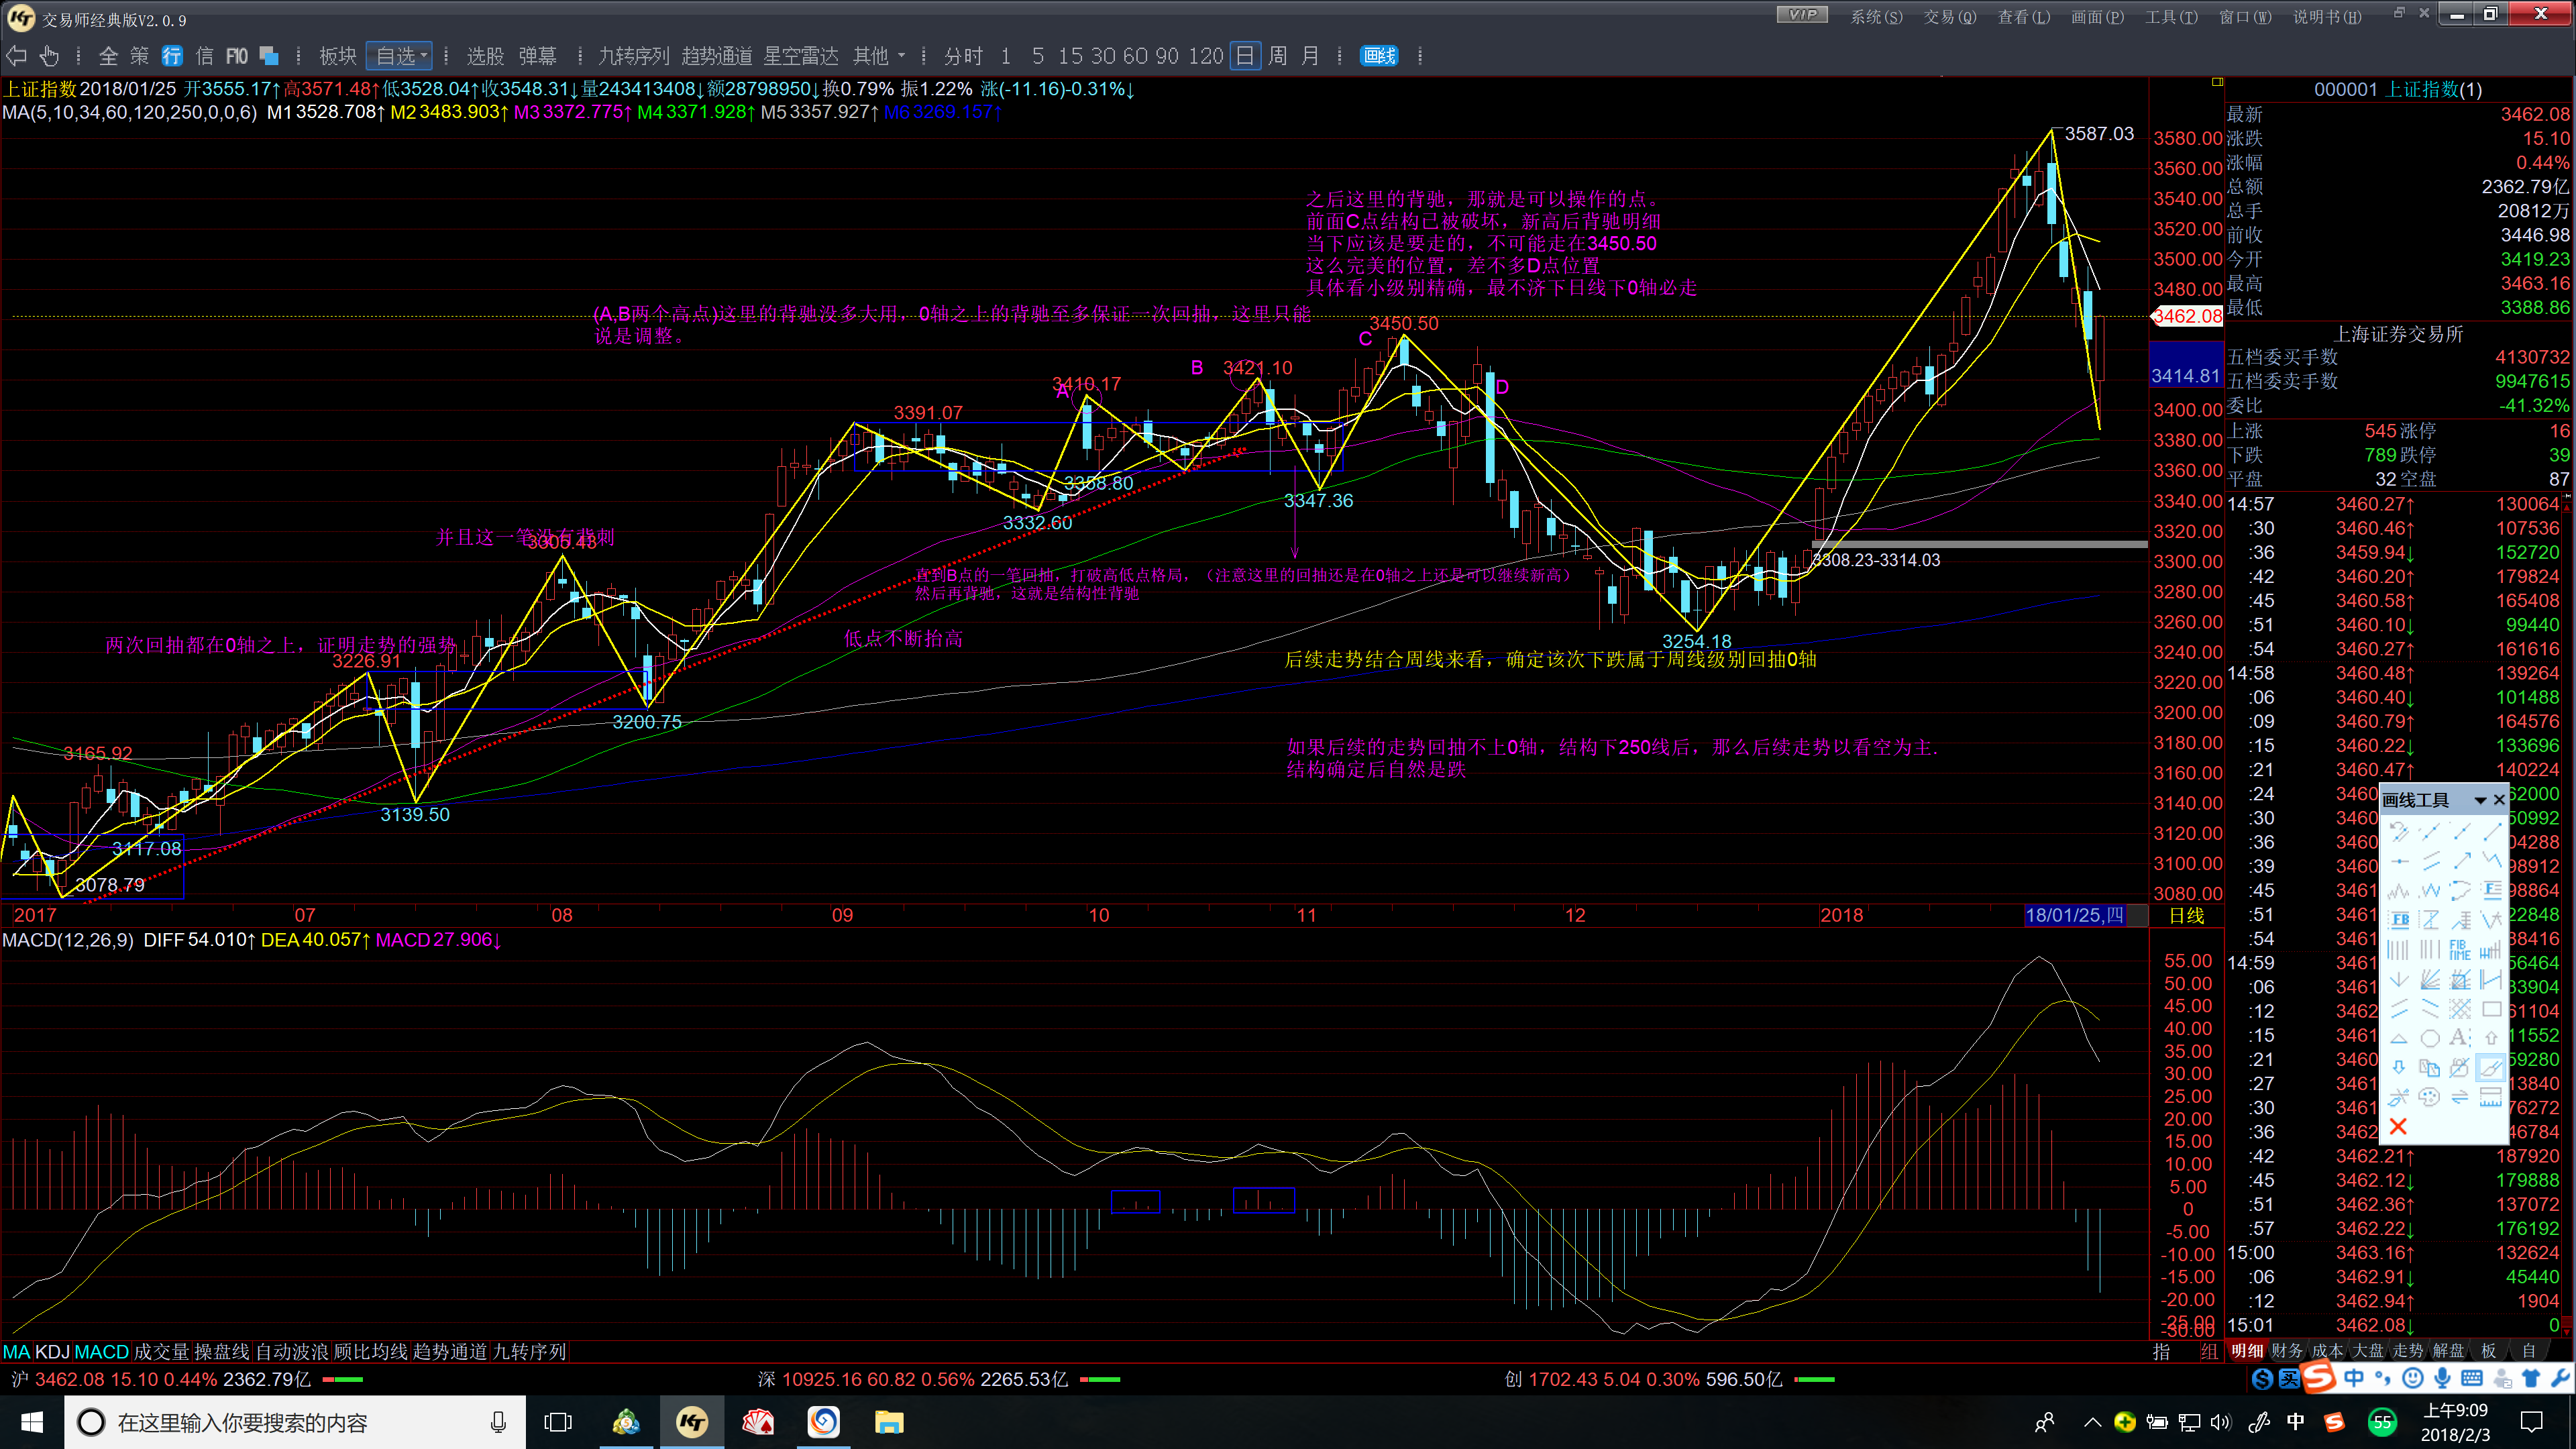 交易师经典版V2.0.9
VIP 系统(S) 交易(Q) 查看(L) 画面(P) 工具(T) 窗口(W) 说明书(H)
全 策 行 信 F10 板块 自选 选股 弹幕 九转序列 趋势通道 星空雷达 其他 分时 1 5 15 30 60 90 120 日 周 月 画线
上证指数 2018/01/25 开3555.17↑高3571.48↑低3528.04↑收3548.31↓量243413408↓额28798950↓换0.79% 振1.22% 涨(-11.16)-0.31%↓
MA(5,10,34,60,120,250,0,0,6) M1 3528.708↑ M2 3483.903↑ M3 3372.775↑ M4 3371.928↑ M5 3357.927↑ M6 3269.157↑
3587.03
之后这里的背驰，那就是可以操作的点。
前面C点结构已被破坏，新高后背驰明细
当下应该是要走的，不可能走在3450.50
这么完美的位置，差不多D点位置
具体看小级别精确，最不济下日线下0轴必走
(A,B两个高点)这里的背驰没多大用，0轴之上的背驰至多保证一次回抽，这里只能
说是调整。
3450.50
C
B
3421.10
3410.17
A
D
3391.07
3358.80
3347.36
3332.60
并且这一笔没有背刺
3305.43
3308.23-3314.03
直到B点的一笔回抽，打破高低点格局，（注意这里的回抽还是在0轴之上还是可以继续新高）
然后再背驰，这就是结构性背驰
低点不断抬高
两次回抽都在0轴之上，证明走势的强势
3226.91
3254.18
后续走势结合周线来看，确定该次下跌属于周线级别回抽0轴
3200.75
如果后续的走势回抽不上0轴，结构下250线后，那么后续走势以看空为主.
结构确定后自然是跌
3165.92
3139.50
3117.08
3078.79
3580.00
3560.00
3540.00
3520.00
3500.00
3480.00
3462.08
3414.81
3400.00
3380.00
3360.00
3340.00
3320.00
3300.00
3280.00
3260.00
3240.00
3220.00
3200.00
3180.00
3160.00
3140.00
3120.00
3100.00
3080.00
2017 07 08 09 10 11 12 2018 18/01/25,四 日线
MACD(12,26,9) DIFF 54.010↑ DEA 40.057↑ MACD 27.906↓
55.00
50.00
45.00
40.00
35.00
30.00
25.00
20.00
15.00
10.00
5.00
0
-5.00
-10.00
-15.00
-20.00
-25.00
-30.00
000001 上证指数(1)
最新 3462.08
涨跌 15.10
涨幅 0.44%
总额 2362.79亿
总手 20812万
前收 3446.98
今开 3419.23
最高 3463.16
最低 3388.86
上海证券交易所
五档委买手数 4130732
五档委卖手数 9947615
委比 -41.32%
上涨 545 涨停 16
下跌 789 跌停 39
平盘 32 空盘 87
14:57 3460.27↑ 130064
:30 3460.46↑ 107536
:36 3459.94↓ 152720
:42 3460.20↑ 179824
:45 3460.58↑ 165408
:51 3460.10↓ 99440
:54 3460.27↑ 161616
14:58 3460.48↑ 139264
:06 3460.40↓ 101488
:09 3460.79↑ 164576
:15 3460.22↓ 133696
:21 3460.47↑ 140224
:24 3460
:30 3461
:36 3460
:39 3461
:45 3461
:51 3461
:54 3461
14:59 3461
:06 3461
:12 3462
:15 3461
:21 3460
:27 3461
:30 3461
:36 3462
:42 3462.21↑ 187920
:45 3462.12↓ 179888
:51 3462.36↑ 137072
:57 3462.22↓ 176192
15:00 3463.16↑ 132624
:06 3462.91↓ 45440
:12 3462.94↑ 1904
15:01 3462.08↓ 0
画线工具
FB
FIB TIME
MA KDJ MACD 成交量 操盘线 自动波浪 顾比均线 趋势通道 九转序列 指 组
明细 财务 成本 大盘 走势 解盘 板 自
沪 3462.08 15.10 0.44% 2362.79亿 深 10925.16 60.82 0.56% 2265.53亿 创 1702.43 5.04 0.30% 596.50亿
中
在这里输入你要搜索的内容
中
55
上午9:09
2018/2/3